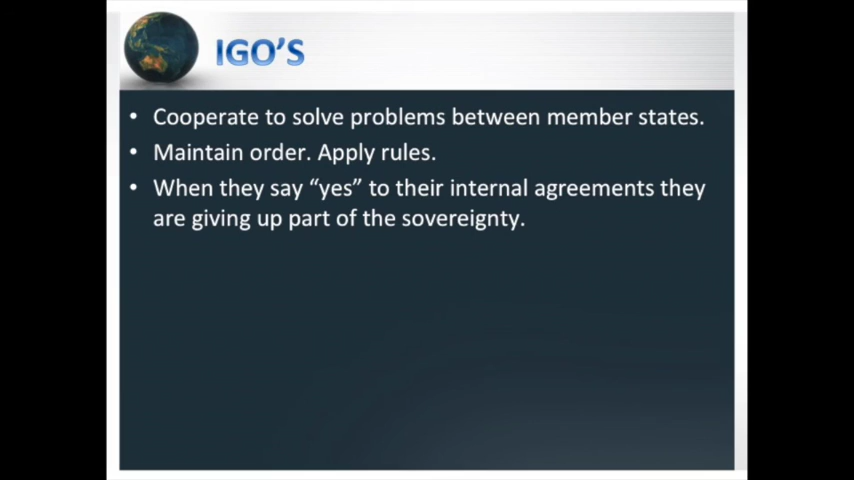 IGO'S
• Cooperate to solve problems between member states.
• Maintain order. Apply rules.
• When they say “yes” to their internal agreements they
are giving up part of the sovereignty.